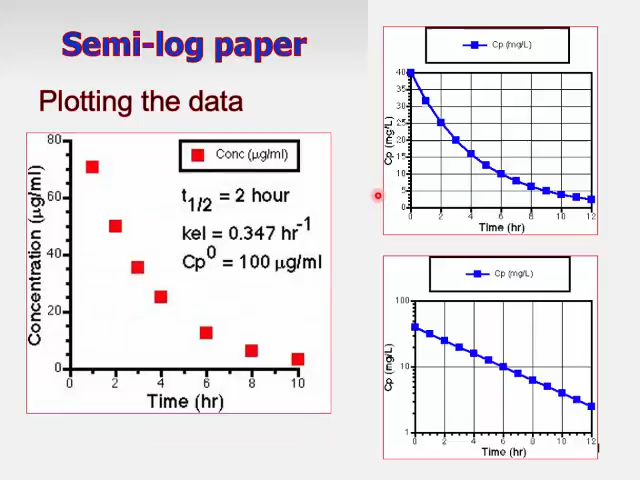 Semi-log paper
Plotting the data
Conc (μg/ml)
t1/2 = 2 hour
kel = 0.347 hr-1
Cp0 = 100 μg/ml
Concentration (μg/ml)
80
60
40
20
0
0 2 4 6 8 10
Time (hr)
Cp (mg/L)
Cp (mg/L)
40
35
30
25
20
15
10
5
0
0 2 4 6 8 10 12
Time (hr)
Cp (mg/L)
Cp (mg/L)
100
10
1
0 2 4 6 8 10 12
Time (hr)